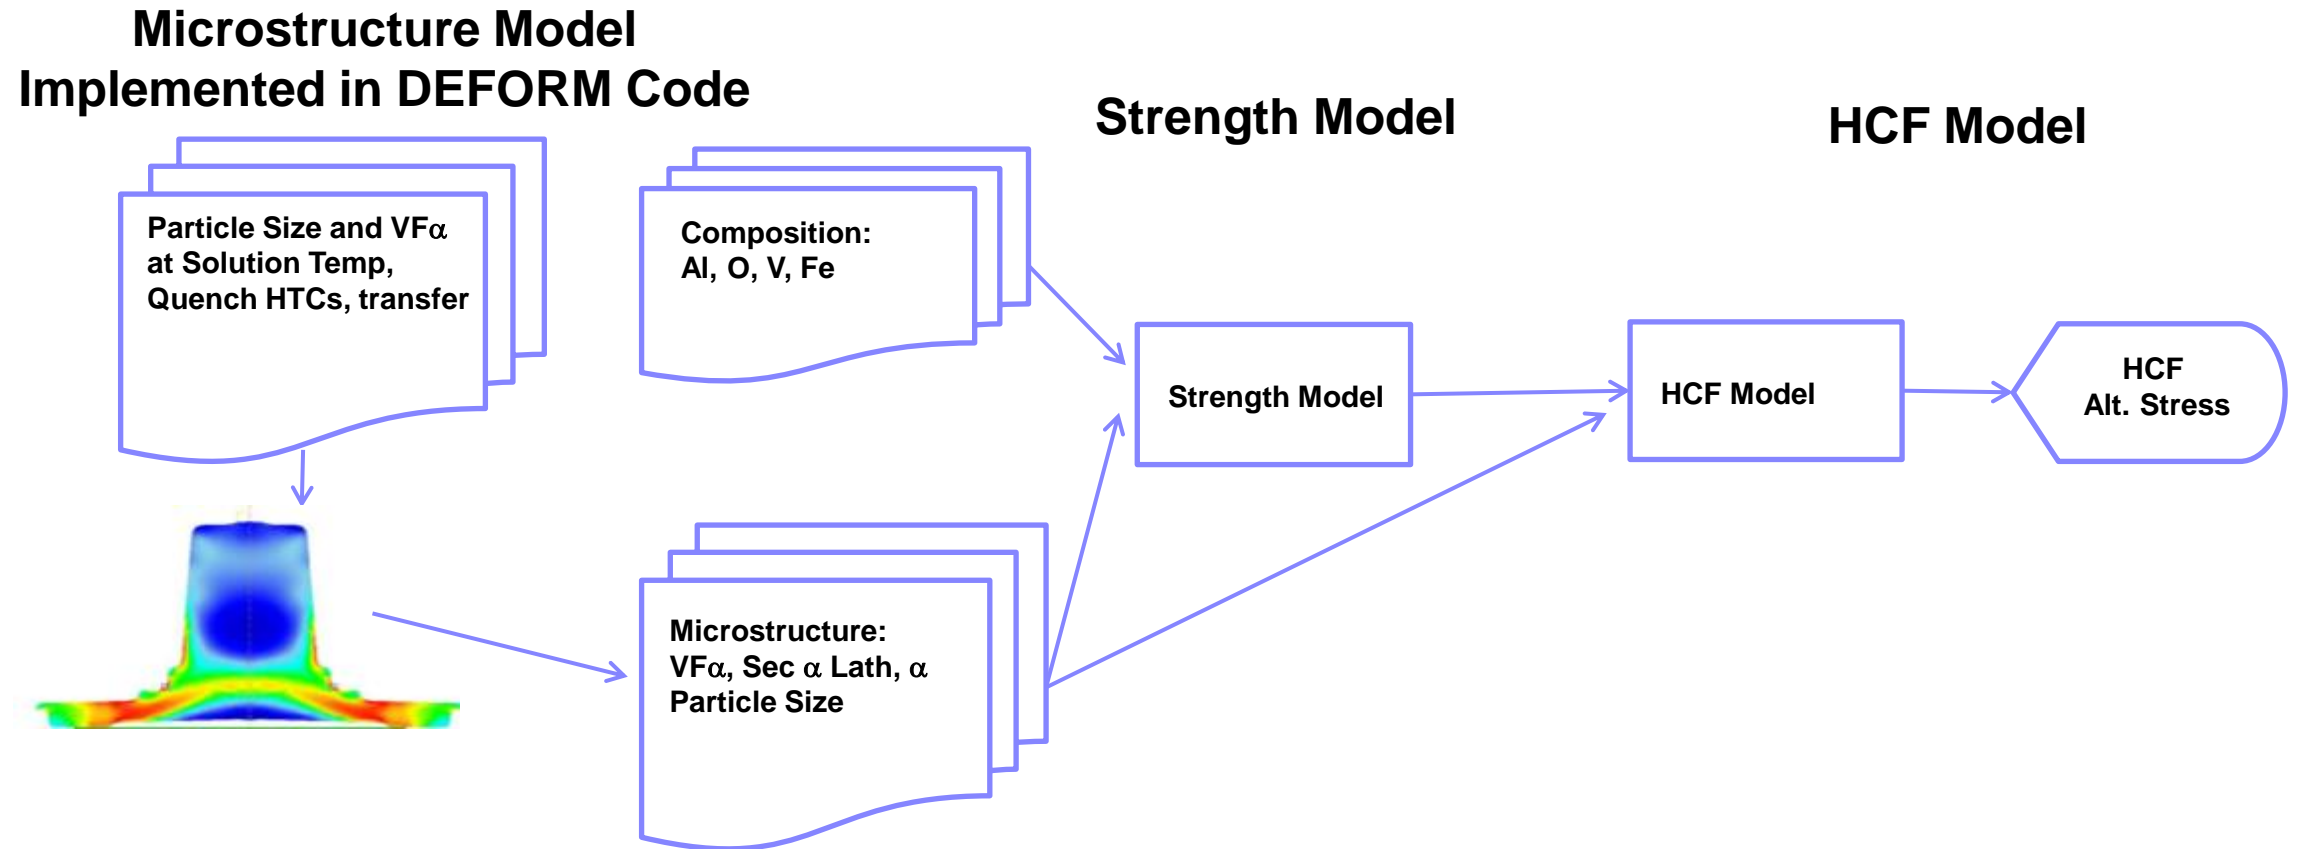 Microstructure Model
Implemented in DEFORM Code
Strength Model
HCF Model
Particle Size and VFα
at Solution Temp,
Quench HTCs, transfer
Composition:
Al, O, V, Fe
Strength Model
HCF Model
HCF
Alt. Stress
Microstructure:
VFα, Sec α Lath, α
Particle Size